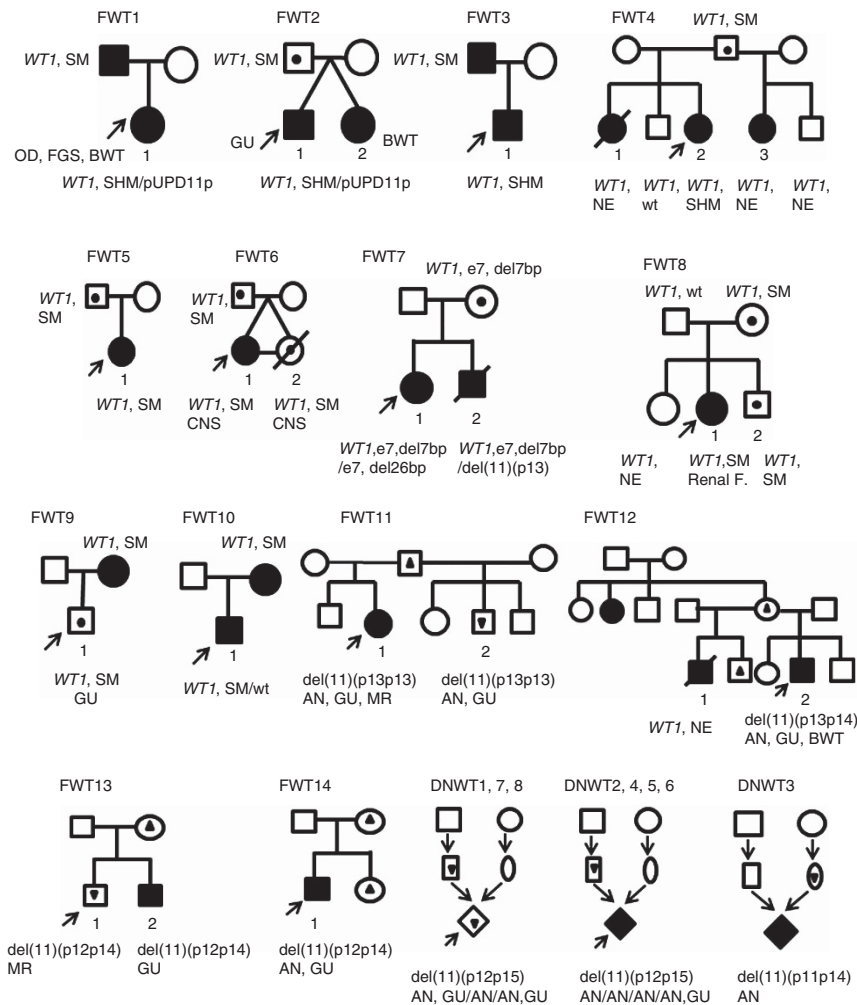 FWT1
WT1, SM
OD, FGS, BWT
1
WT1, SHM/pUPD11p
FWT2
WT1, SM
GU
BWT
1
2
WT1, SHM/pUPD11p
FWT3
WT1, SM
1
WT1, SHM
FWT4
WT1, SM
1
2
3
WT1, WT1, WT1, WT1, WT1,
NE wt SHM NE NE
FWT5
WT1,
SM
1
WT1, SM
FWT6
WT1,
SM
1
2
WT1, SM WT1, SM
CNS CNS
FWT7
WT1, e7, del7bp
1
2
WT1,e7,del7bp WT1,e7,del7bp
/e7, del26bp /del(11)(p13)
FWT8
WT1, wt WT1, SM
1
2
WT1, WT1,SM WT1,
NE Renal F. SM
FWT9
WT1, SM
1
WT1, SM
GU
FWT10
WT1, SM
1
WT1, SM/wt
FWT11
1
2
del(11)(p13p13) del(11)(p13p13)
AN, GU, MR AN, GU
FWT12
1
2
WT1, NE
del(11)(p13p14)
AN, GU, BWT
FWT13
1
2
del(11)(p12p14) del(11)(p12p14)
MR GU
FWT14
1
del(11)(p12p14)
AN, GU
DNWT1, 7, 8
del(11)(p12p15)
AN, GU/AN/AN,GU
DNWT2, 4, 5, 6
del(11)(p12p15)
AN/AN/AN/AN,GU
DNWT3
del(11)(p11p14)
AN